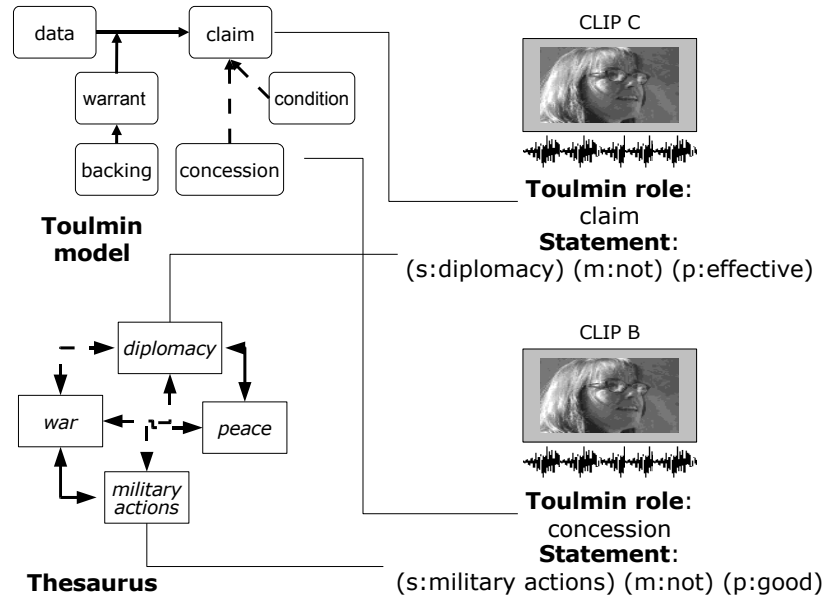 data
claim
warrant
condition
backing
concession
Toulmin
model
diplomacy
war
peace
military
actions
Thesaurus
CLIP C
Toulmin role:
claim
Statement:
(s:diplomacy) (m:not) (p:effective)
CLIP B
Toulmin role:
concession
Statement:
(s:military actions) (m:not) (p:good)